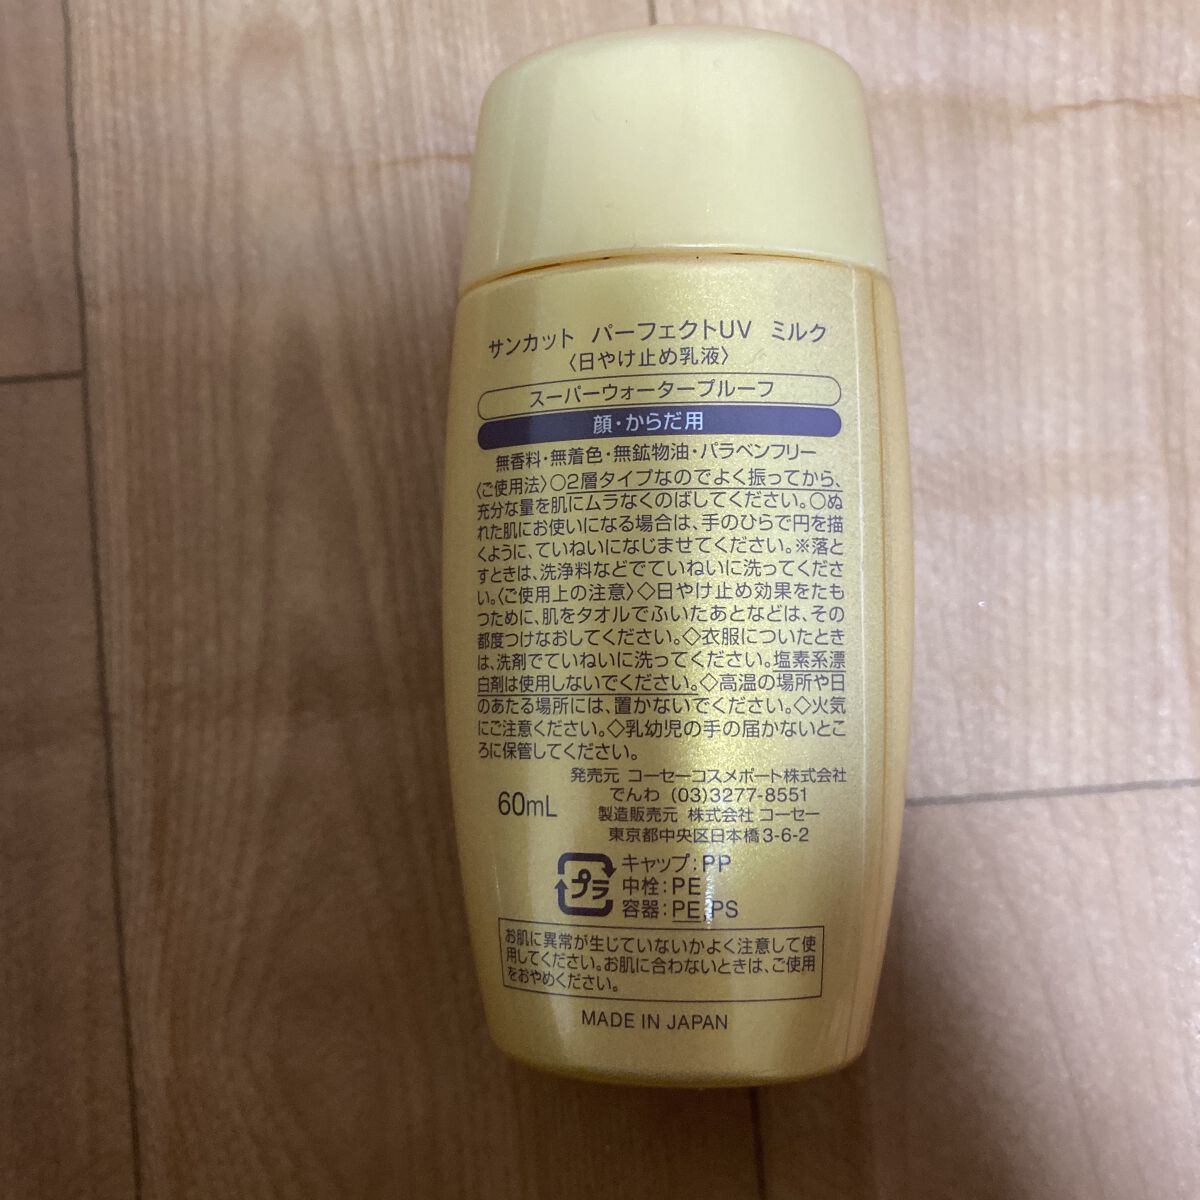 サンカット パーフェクトUV ミルク
〈日やけ止め乳液〉
スーパーウォータープルーフ
顔・からだ用
無香料・無着色・無鉱物油・パラベンフリー
〈ご使用法〉○2層タイプなのでよく振ってから、
充分な量を肌にムラなくのばしてください。○ぬ
れた肌にお使いになる場合は、手のひらで円を描
くように、ていねいになじませてください。※落と
すときは、洗浄料などでていねいに洗ってくださ
い。〈ご使用上の注意〉◇日やけ止め効果をたも
つために、肌をタオルでふいたあとなどは、その
都度つけなおしてください。◇衣服についたとき
は、洗剤でていねいに洗ってください。塩素系漂
白剤は使用しないでください。◇高温の場所や日
のあたる場所には、置かないでください。◇火気
にご注意ください。◇乳幼児の手の届かないとこ
ろに保管してください。
発売元 コーセーコスメポート株式会社
でんわ (03)3277-8551
60mL
製造販売元 株式会社 コーセー
東京都中央区日本橋3-6-2
プラ
キャップ:PP
中栓:PE
容器:PE,PS
お肌に異常が生じていないかよく注意して使
用してください。お肌に合わないときは、ご使用
をおやめください。
MADE IN JAPAN